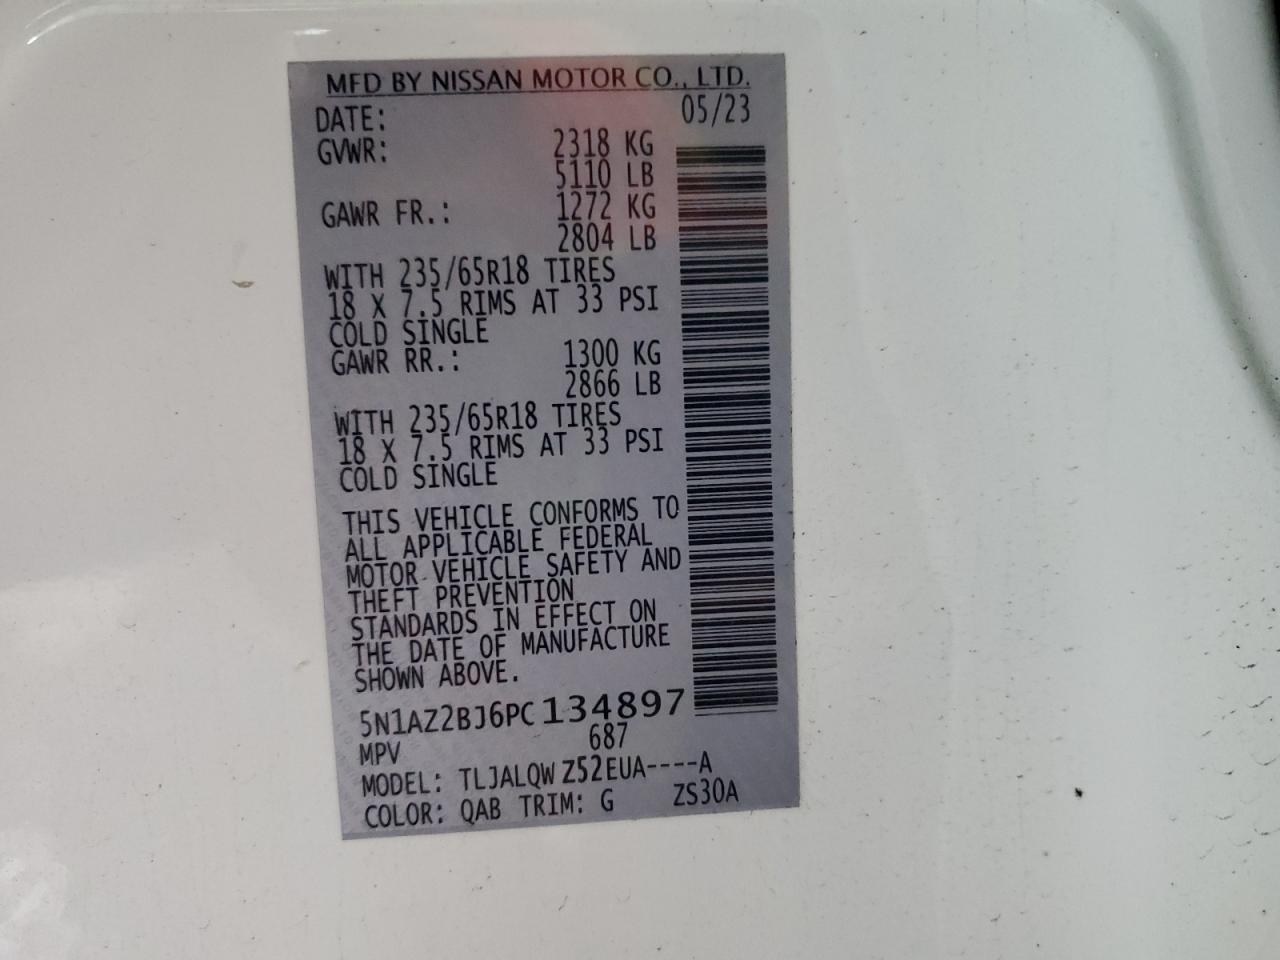 MFD BY NISSAN MOTOR CO., LTD.
DATE: 05/23
GVWR: 2318 KG
5110 LB
GAWR FR.: 1272 KG
2804 LB
WITH 235/65R18 TIRES
18 X 7.5 RIMS AT 33 PSI
COLD SINGLE
GAWR RR.: 1300 KG
2866 LB
WITH 235/65R18 TIRES
18 X 7.5 RIMS AT 33 PSI
COLD SINGLE
THIS VEHICLE CONFORMS TO
ALL APPLICABLE FEDERAL
MOTOR VEHICLE SAFETY AND
THEFT PREVENTION
STANDARDS IN EFFECT ON
THE DATE OF MANUFACTURE
SHOWN ABOVE.
5N1AZ2BJ6PC134897
MPV 687
MODEL: TLJALQW Z52EUA----A
COLOR: QAB TRIM: G ZS30A